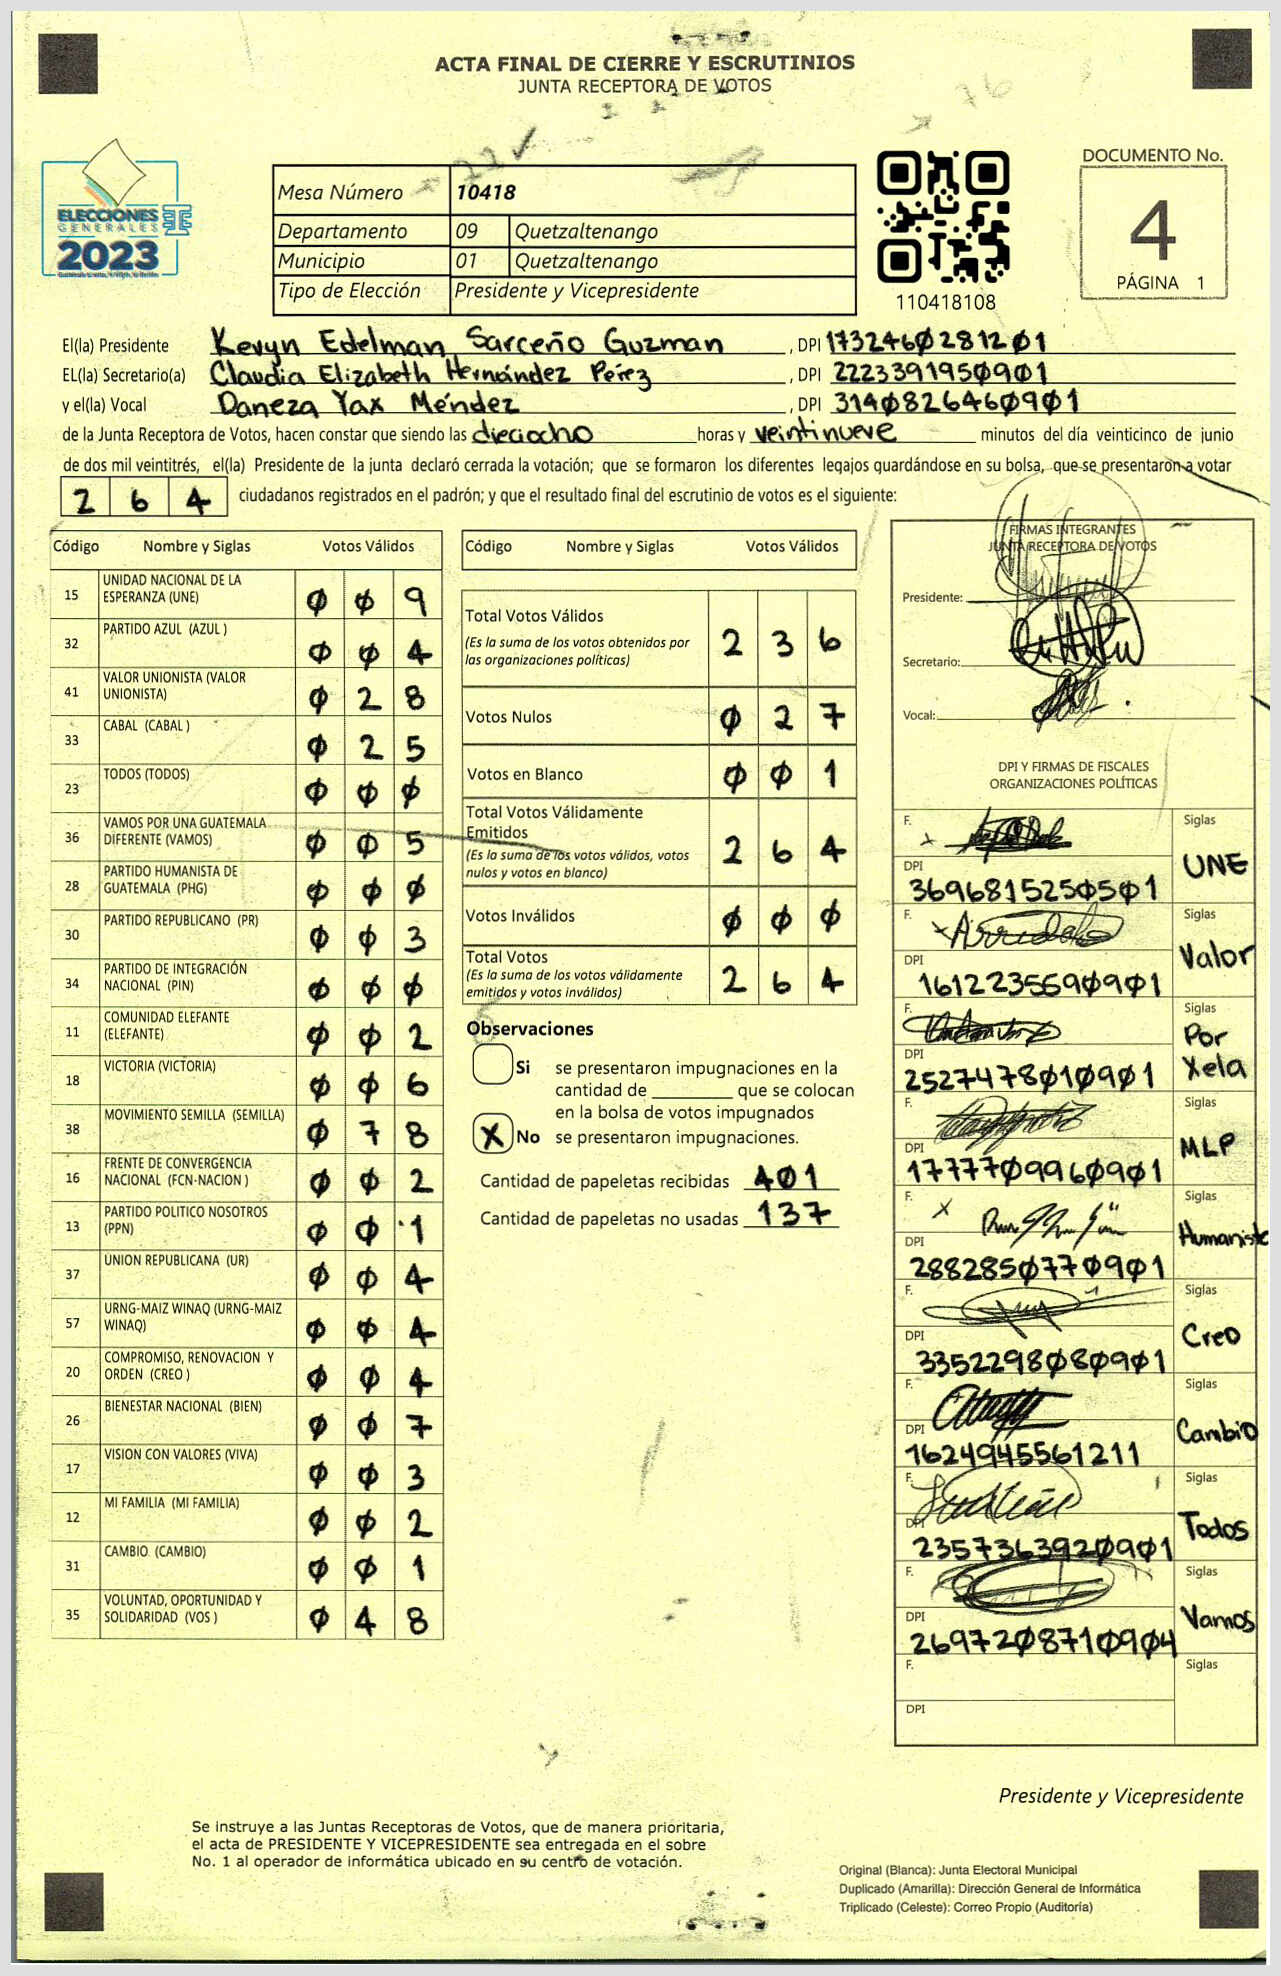 ACTA FINAL DE CIERRE Y ESCRUTINIOS
JUNTA RECEPTORA DE VOTOS
76
22 ✓
DOCUMENTO No.
4
PÁGINA 1
ELECCIONES
GENERALES
2023
Mesa Número 10418
Departamento 09 Quetzaltenango
Municipio 01 Quetzaltenango
Tipo de Elección Presidente y Vicepresidente
110418108
El(la) Presidente Kevyn Edelman Sarceño Guzman , DPI 1732460281201
EL(la) Secretario(a) Claudia Elizabeth Hernández Pérez , DPI 2223391950901
y el(la) Vocal Daneza Yax Méndez , DPI 3140826460901
de la Junta Receptora de Votos, hacen constar que siendo las dieciocho horas y veintinueve minutos del día veinticinco de junio
de dos mil veintitrés, el(la) Presidente de la junta declaró cerrada la votación; que se formaron los diferentes legajos guardándose en su bolsa, que se presentaron a votar
2 6 4 ciudadanos registrados en el padrón; y que el resultado final del escrutinio de votos es el siguiente:
Código Nombre y Siglas Votos Válidos
15 UNIDAD NACIONAL DE LA
ESPERANZA (UNE) 0 0 9
32 PARTIDO AZUL (AZUL ) 0 0 4
41 VALOR UNIONISTA (VALOR
UNIONISTA) 0 2 8
33 CABAL (CABAL ) 0 2 5
23 TODOS (TODOS) 0 0 0
36 VAMOS POR UNA GUATEMALA
DIFERENTE (VAMOS) 0 0 5
28 PARTIDO HUMANISTA DE
GUATEMALA (PHG) 0 0 0
30 PARTIDO REPUBLICANO (PR) 0 0 3
34 PARTIDO DE INTEGRACIÓN
NACIONAL (PIN) 0 0 0
11 COMUNIDAD ELEFANTE
(ELEFANTE) 0 0 2
18 VICTORIA (VICTORIA) 0 0 6
38 MOVIMIENTO SEMILLA (SEMILLA) 0 7 8
16 FRENTE DE CONVERGENCIA
NACIONAL (FCN-NACION ) 0 0 2
13 PARTIDO POLITICO NOSOTROS
(PPN) 0 0 1
37 UNION REPUBLICANA (UR) 0 0 4
57 URNG-MAIZ WINAQ (URNG-MAIZ
WINAQ) 0 0 4
20 COMPROMISO, RENOVACION Y
ORDEN (CREO ) 0 0 4
26 BIENESTAR NACIONAL (BIEN) 0 0 7
17 VISION CON VALORES (VIVA) 0 0 3
12 MI FAMILIA (MI FAMILIA) 0 0 2
31 CAMBIO (CAMBIO) 0 0 1
35 VOLUNTAD, OPORTUNIDAD Y
SOLIDARIDAD (VOS ) 0 4 8
Código Nombre y Siglas Votos Válidos
Total Votos Válidos
(Es la suma de los votos obtenidos por
las organizaciones políticas) 2 3 6
Votos Nulos 0 2 7
Votos en Blanco 0 0 1
Total Votos Válidamente
Emitidos
(Es la suma de los votos válidos, votos
nulos y votos en blanco) 2 6 4
Votos Inválidos 0 0 0
Total Votos
(Es la suma de los votos válidamente
emitidos y votos inválidos) 2 6 4
Observaciones
Si se presentaron impugnaciones en la
cantidad de ________ que se colocan
en la bolsa de votos impugnados
X No se presentaron impugnaciones.
Cantidad de papeletas recibidas 401
Cantidad de papeletas no usadas 137
FIRMAS INTEGRANTES
JUNTA RECEPTORA DE VOTOS
Presidente:
Secretario:
Vocal:
DPI Y FIRMAS DE FISCALES
ORGANIZACIONES POLÍTICAS
F. Siglas
DPI UNE
3696815250501
F. Siglas
DPI Valor
1612235590901
F. Siglas
DPI Por Xela
2527478010901
F. Siglas
DPI MLP
1777709960901
F. Siglas
DPI Humanista
2882850770901
F. Siglas
DPI Creo
3352298080901
F. Siglas
DPI Cambio
1624945561211
F. Siglas
DPI Todos
2357363920901
F. Siglas
DPI Vamos
2697208710904
F. Siglas
DPI
Presidente y Vicepresidente
Se instruye a las Juntas Receptoras de Votos, que de manera prioritaria,
el acta de PRESIDENTE Y VICEPRESIDENTE sea entregada en el sobre
No. 1 al operador de informática ubicado en su centro de votación.
Original (Blanca): Junta Electoral Municipal
Duplicado (Amarilla): Dirección General de Informática
Triplicado (Celeste): Correo Propio (Auditoría)